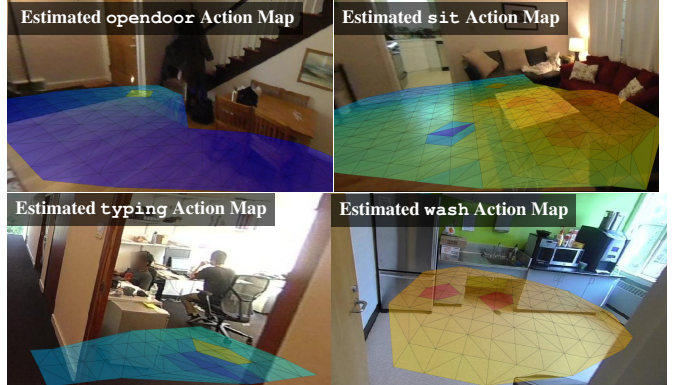 Estimated opendoor Action Map
Estimated sit Action Map
Estimated typing Action Map
Estimated wash Action Map